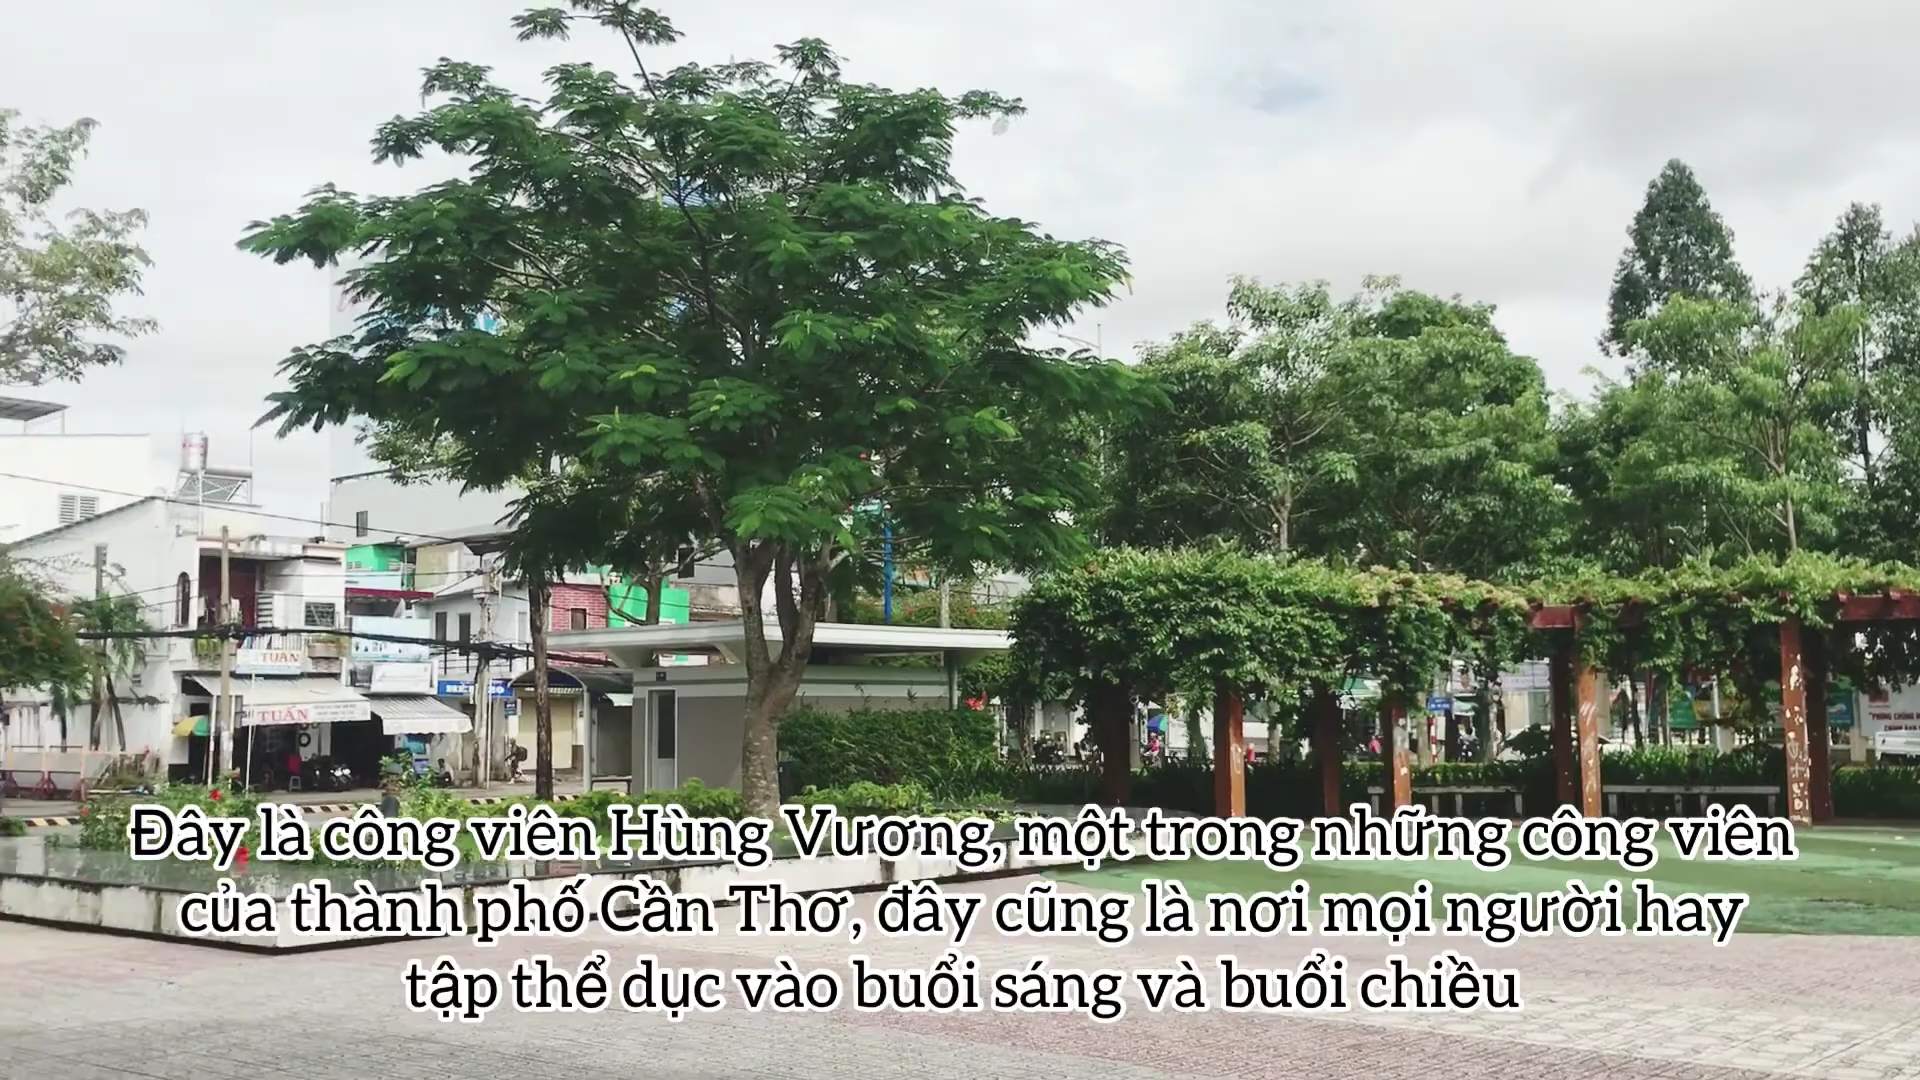 TUẤN
TUẤN
Đây là công viên Hùng Vương, một trong những công viên
của thành phố Cần Thơ, đây cũng là nơi mọi người hay
tập thể dục vào buổi sáng và buổi chiều